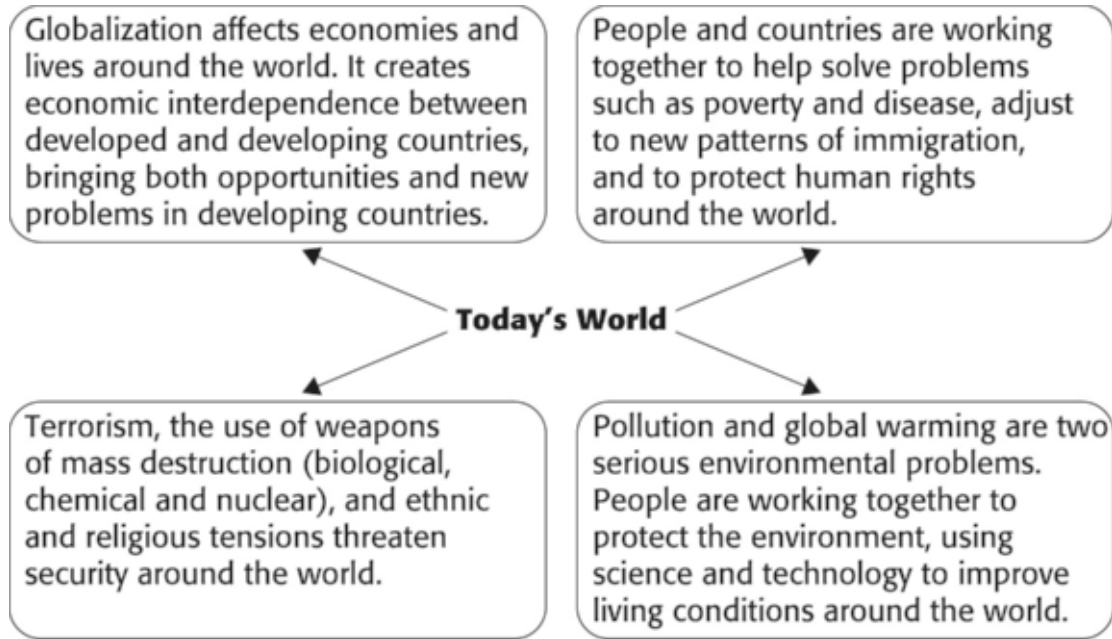 Globalization affects economies and
lives around the world. It creates
economic interdependence between
developed and developing countries,
bringing both opportunities and new
problems in developing countries.
People and countries are working
together to help solve problems
such as poverty and disease, adjust
to new patterns of immigration,
and to protect human rights
around the world.
Today's World
Terrorism, the use of weapons
of mass destruction (biological,
chemical and nuclear), and ethnic
and religious tensions threaten
security around the world.
Pollution and global warming are two
serious environmental problems.
People are working together to
protect the environment, using
science and technology to improve
living conditions around the world.